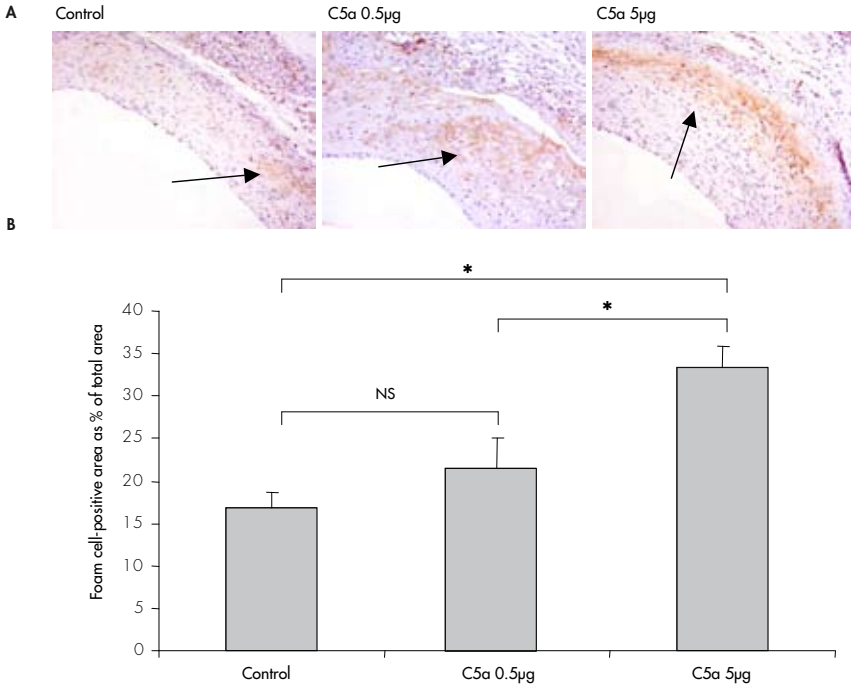 A
Control
C5a 0.5µg
C5a 5µg
B
*
*
NS
Foam cell-positive area as % of total area
40
35
30
25
20
15
10
5
0
Control
C5a 0.5µg
C5a 5µg